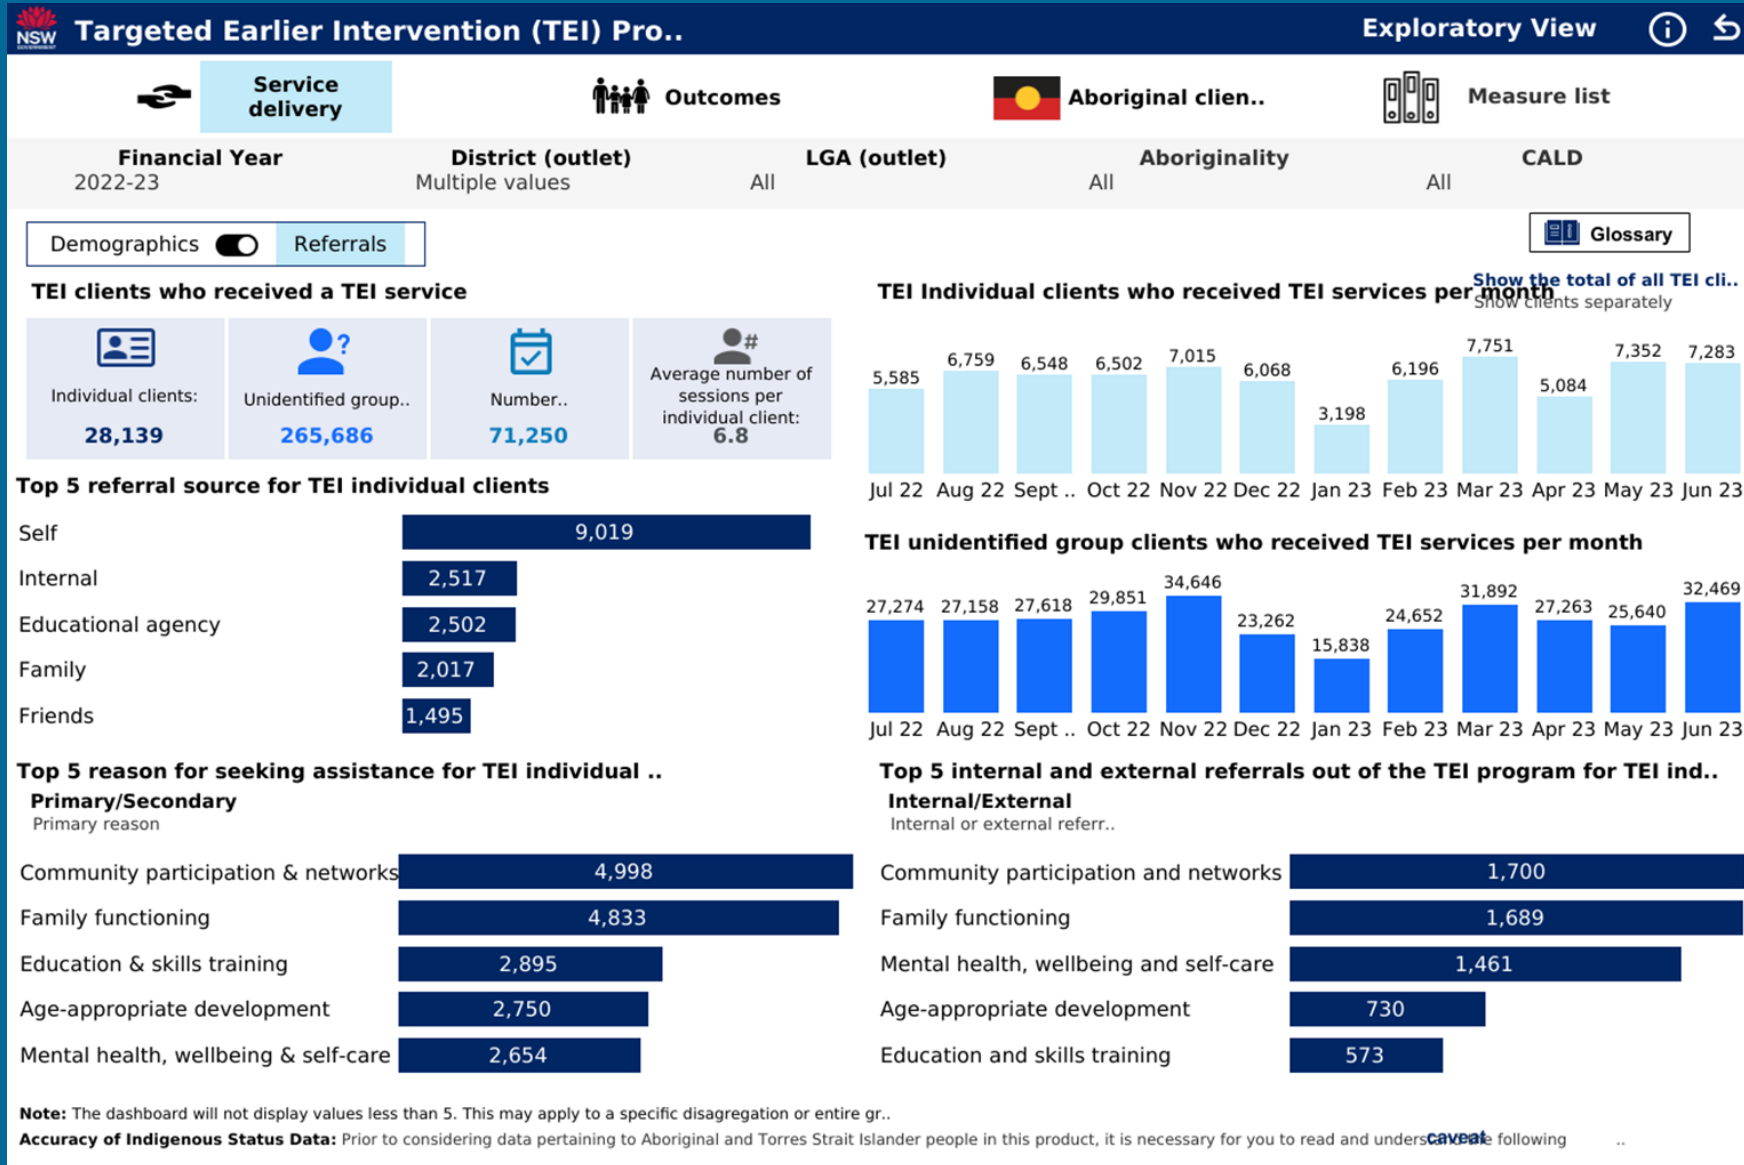 NSW
GOVERNMENT
Targeted Earlier Intervention (TEI) Pro..
Exploratory View
Service
delivery
Outcomes
Aboriginal clien..
Measure list
Financial Year
2022-23
District (outlet)
Multiple values
LGA (outlet)
All
Aboriginality
All
CALD
All
Demographics
Referrals
Glossary
TEI clients who received a TEI service
Individual clients:
28,139
?
Unidentified group..
265,686
Number..
71,250
#
Average number of
sessions per
individual client:
6.8
TEI Individual clients who received TEI services per month
Show the total of all TEI cli..
Show clients separately
5,585 6,759 6,548 6,502 7,015 6,068 3,198 6,196 7,751 5,084 7,352 7,283
Jul 22 Aug 22 Sept .. Oct 22 Nov 22 Dec 22 Jan 23 Feb 23 Mar 23 Apr 23 May 23 Jun 23
Top 5 referral source for TEI individual clients
Self 9,019
Internal 2,517
Educational agency 2,502
Family 2,017
Friends 1,495
TEI unidentified group clients who received TEI services per month
27,274 27,158 27,618 29,851 34,646 23,262 15,838 24,652 31,892 27,263 25,640 32,469
Jul 22 Aug 22 Sept .. Oct 22 Nov 22 Dec 22 Jan 23 Feb 23 Mar 23 Apr 23 May 23 Jun 23
Top 5 reason for seeking assistance for TEI individual ..
Primary/Secondary
Primary reason
Community participation & networks 4,998
Family functioning 4,833
Education & skills training 2,895
Age-appropriate development 2,750
Mental health, wellbeing & self-care 2,654
Top 5 internal and external referrals out of the TEI program for TEI ind..
Internal/External
Internal or external referr..
Community participation and networks 1,700
Family functioning 1,689
Mental health, wellbeing and self-care 1,461
Age-appropriate development 730
Education and skills training 573
Note: The dashboard will not display values less than 5. This may apply to a specific disagregation or entire gr..
Accuracy of Indigenous Status Data: Prior to considering data pertaining to Aboriginal and Torres Strait Islander people in this product, it is necessary for you to read and understand the following ..
caveat